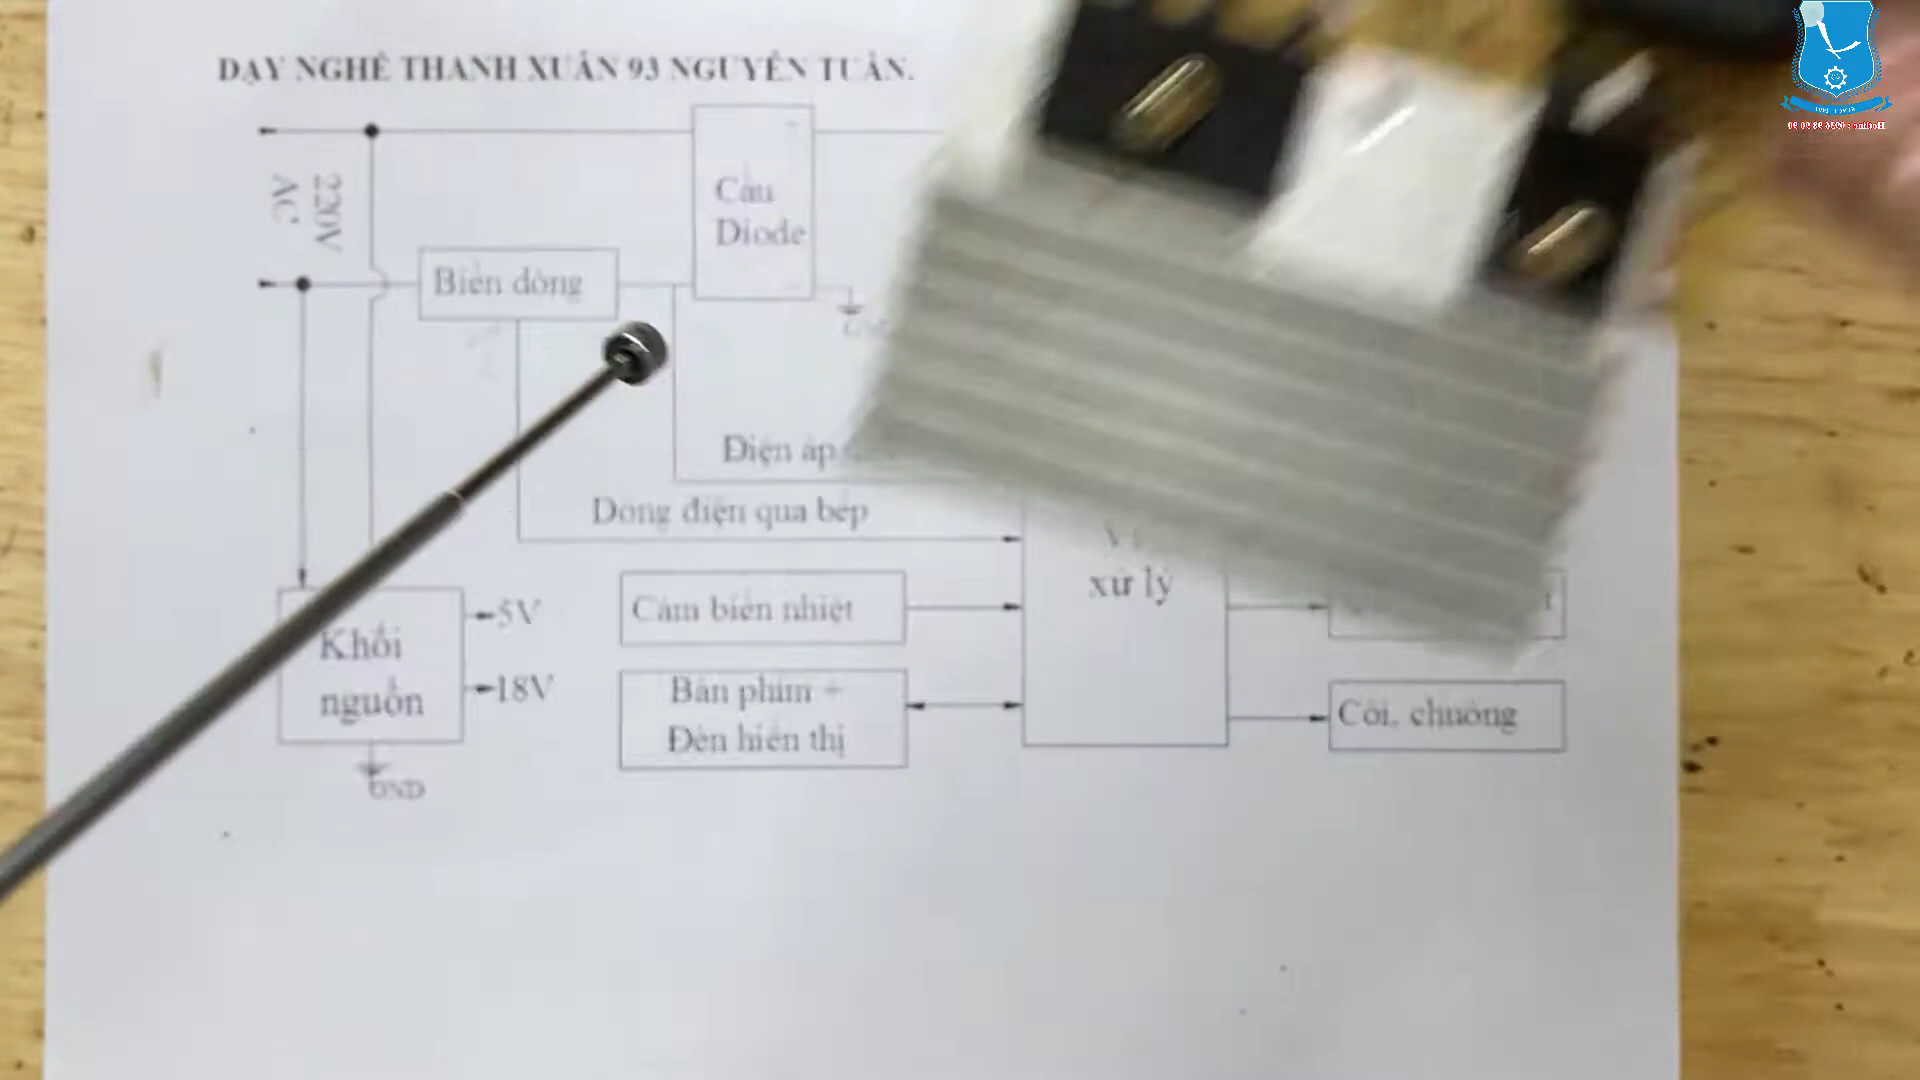 DẠY NGHỀ THANH XUÂN 93 NGUYỄN TUÂN.
220V
AC
Cầu
Diode
Biến dòng
Điện áp
Dòng điện qua bếp
xử lý
Cảm biến nhiệt
5V
Khối
nguồn
18V
Bàn phím +
Đèn hiển thị
Còi, chuông
GND